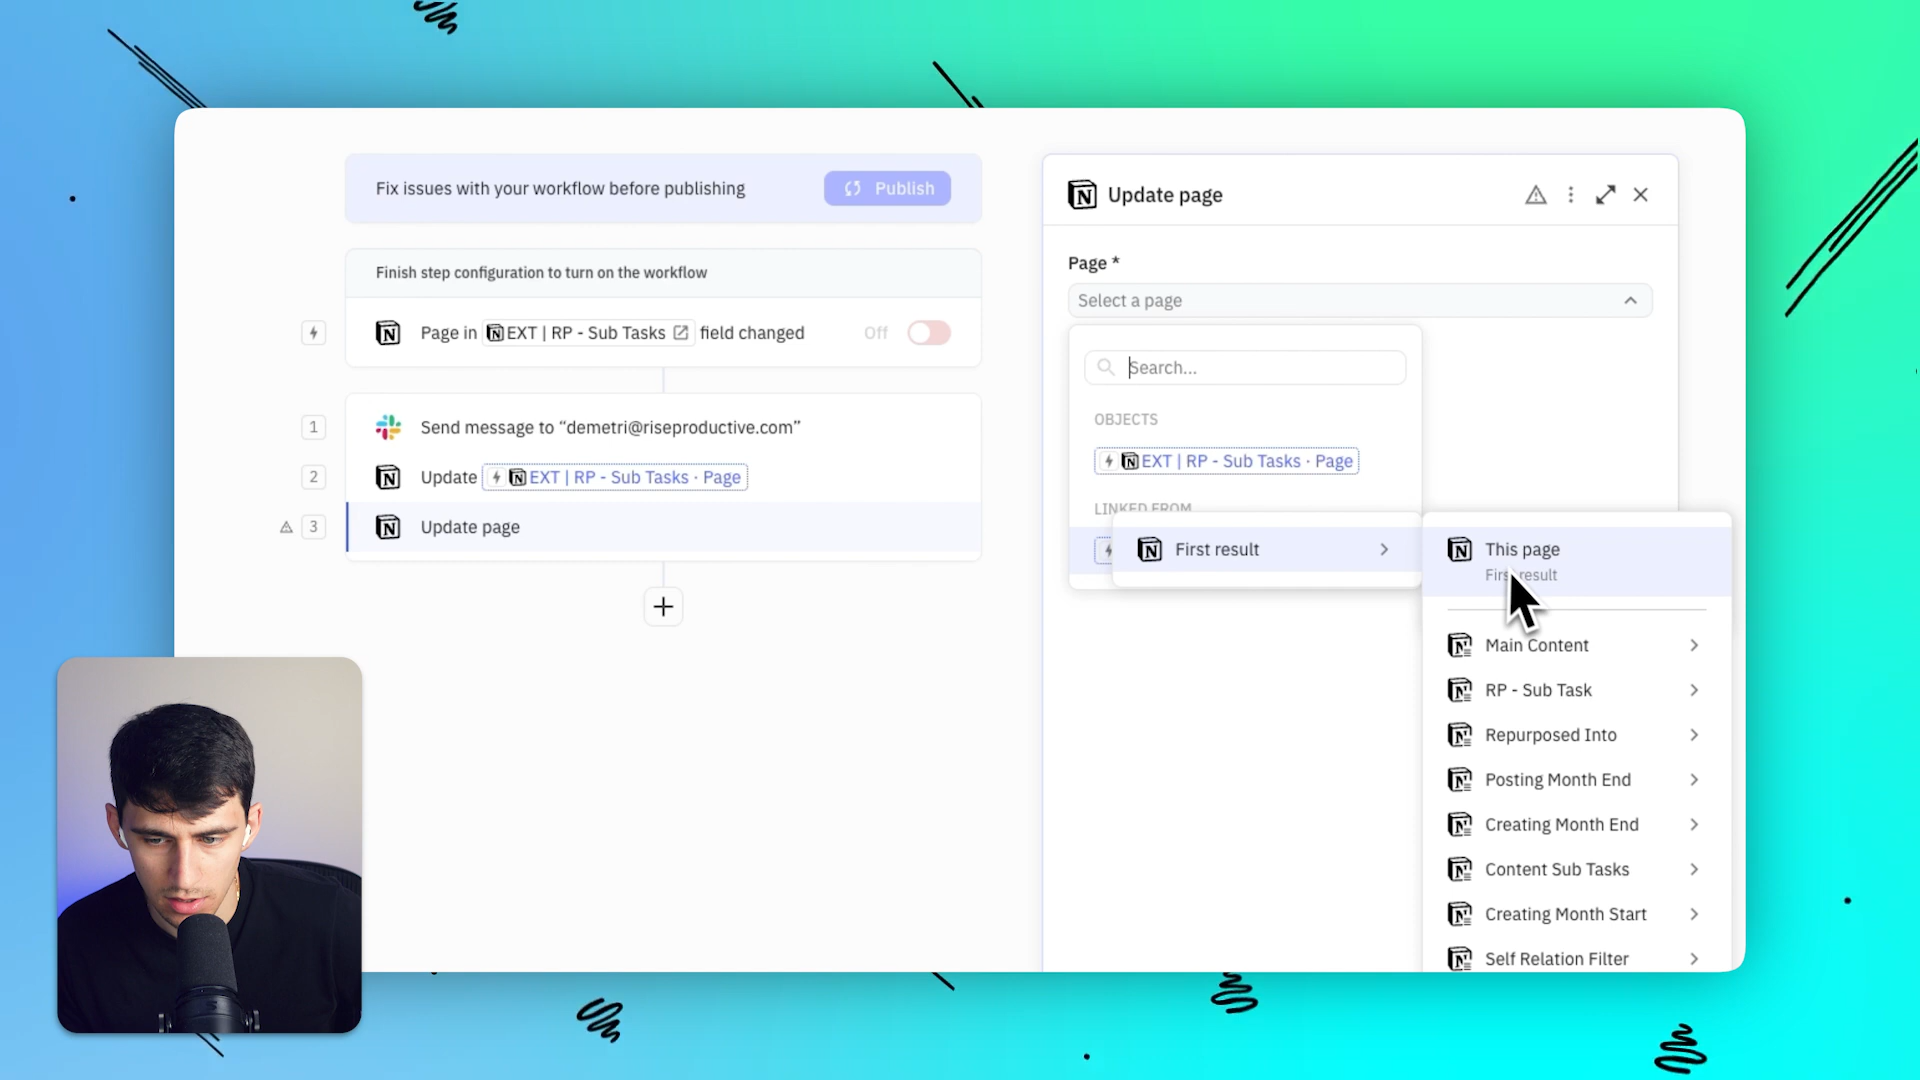 Fix issues with your workflow before publishing
Publish
Finish step configuration to turn on the workflow
Page in EXT | RP - Sub Tasks field changed
Off
1
Send message to “demetri@riseproductive.com”
2
Update EXT | RP - Sub Tasks · Page
3
Update page
Update page
Page *
Select a page
Search...
OBJECTS
EXT | RP - Sub Tasks · Page
LINKED FROM
First result
This page
First result
Main Content
RP - Sub Task
Repurposed Into
Posting Month End
Creating Month End
Content Sub Tasks
Creating Month Start
Self Relation Filter